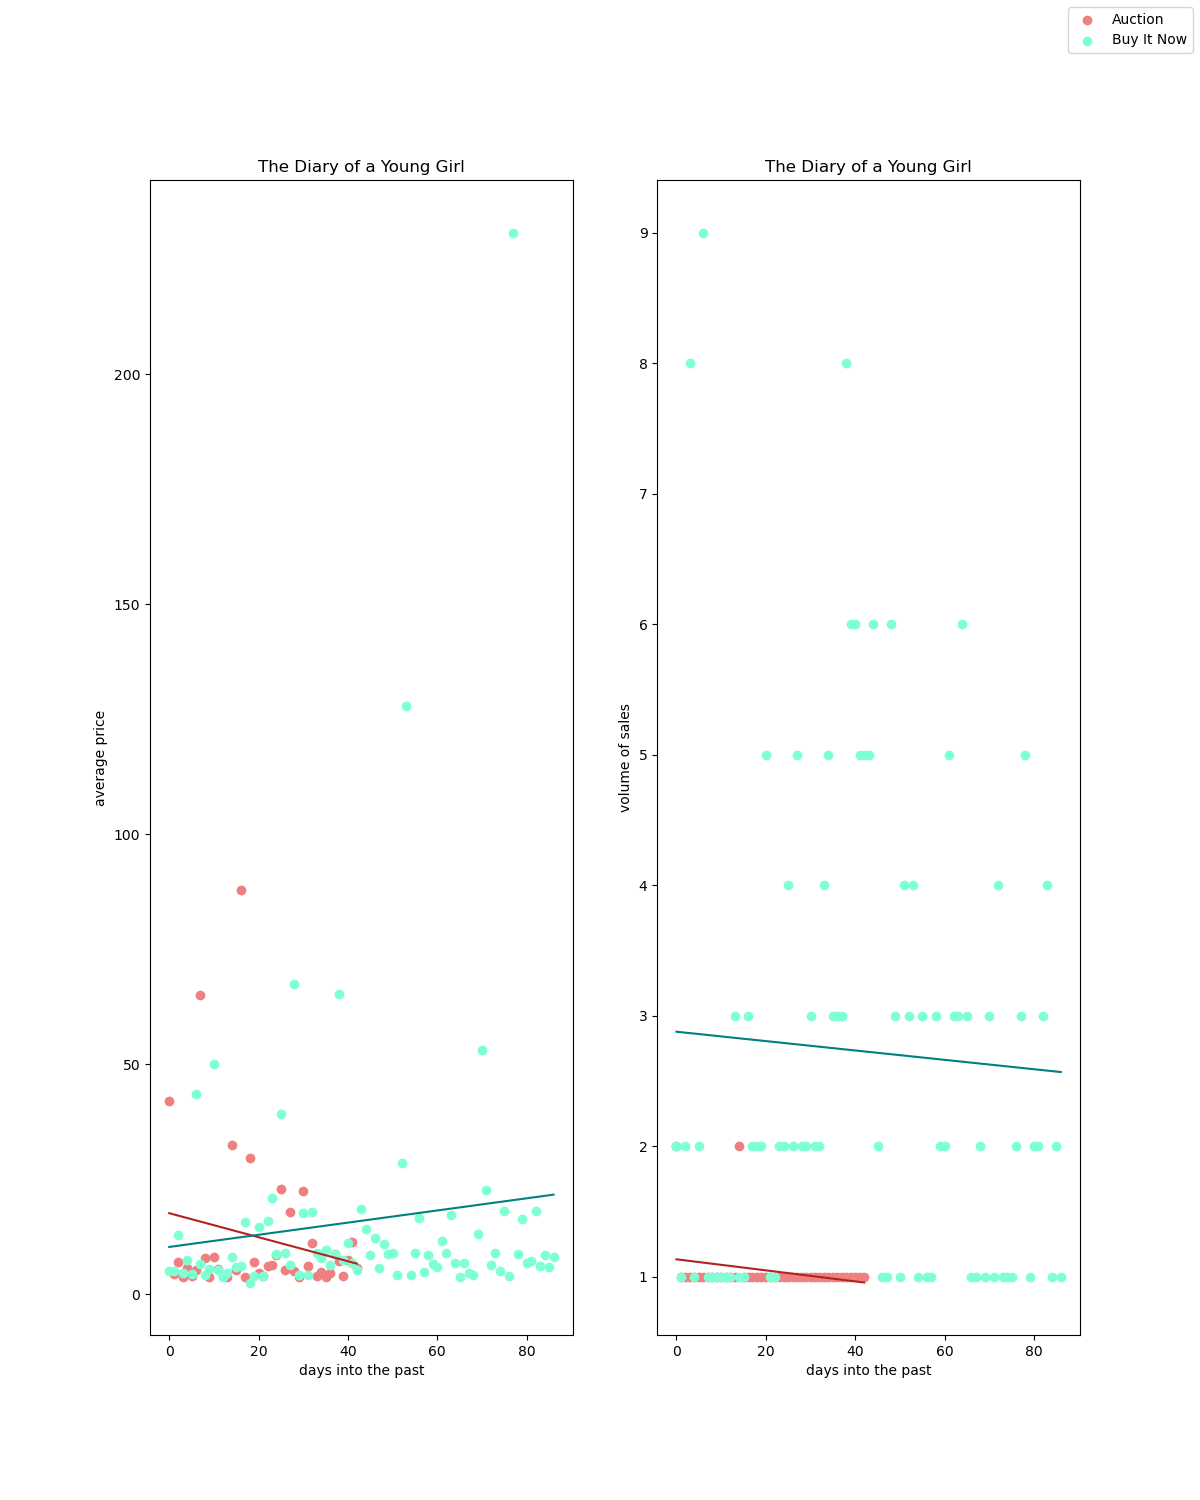 Auction
Buy It Now
The Diary of a Young Girl
average price
200
150
100
50
0
0 20 40 60 80
days into the past
The Diary of a Young Girl
volume of sales
9
8
7
6
5
4
3
2
1
0 20 40 60 80
days into the past